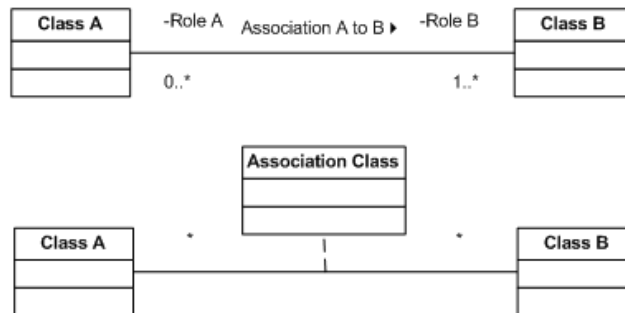 Class A -Role A Association A to B ▸ -Role B Class B
0..* 1..*
Association Class
Class A * * Class B